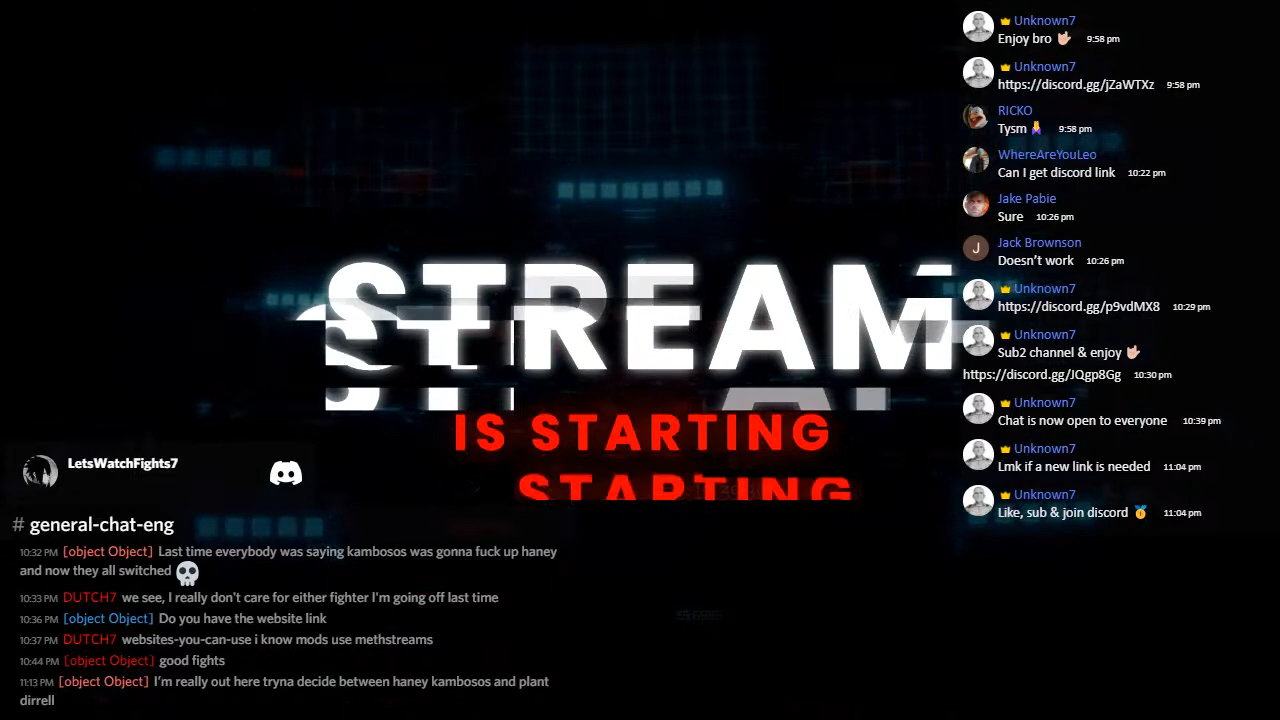 STREAM
IS STARTING
STARTING
LetsWatchFights7
# general-chat-eng
10:32 PM [object Object] Last time everybody was saying kambosos was gonna fuck up haney
and now they all switched 💀
10:33 PM DUTCH7 we see, I really don't care for either fighter I'm going off last time
10:36 PM [object Object] Do you have the website link
10:37 PM DUTCH7 websites-you-can-use i know mods use methstreams
10:44 PM [object Object] good fights
11:13 PM [object Object] I'm really out here tryna decide between haney kambosos and plant
dirrell
Unknown7
Enjoy bro 🤟🏻 9:58 pm
Unknown7
https://discord.gg/jZaWTXz 9:58 pm
RICKO
Tysm 9:58 pm
WhereAreYouLeo
Can I get discord link 10:22 pm
Jake Pabie
Sure 10:26 pm
J
Jack Brownson
Doesn't work 10:26 pm
Unknown7
https://discord.gg/p9vdMX8 10:29 pm
Unknown7
Sub2 channel & enjoy 🤟🏻
https://discord.gg/JQgp8Gg 10:30 pm
Unknown7
Chat is now open to everyone 10:39 pm
Unknown7
Lmk if a new link is needed 11:04 pm
Unknown7
Like, sub & join discord 🥇 11:04 pm